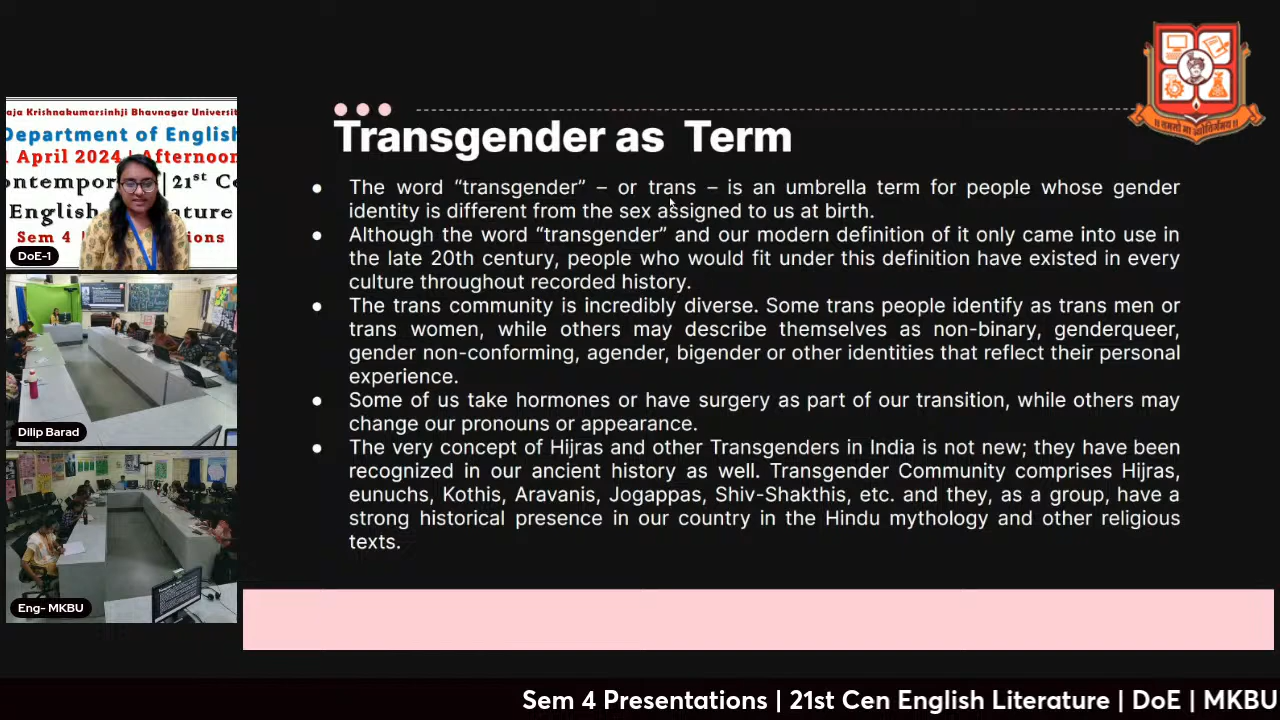 aja Krishnakumarsinhji Bhavnagar Universit
Department of English
April 2024 | Afternoon
ontempor | 21st Ce
English Literature
Sem 4
ions
DoE-1
Dilip Barad
Eng- MKBU
Transgender as Term
● The word “transgender” – or trans – is an umbrella term for people whose gender
identity is different from the sex assigned to us at birth.
● Although the word “transgender” and our modern definition of it only came into use in
the late 20th century, people who would fit under this definition have existed in every
culture throughout recorded history.
● The trans community is incredibly diverse. Some trans people identify as trans men or
trans women, while others may describe themselves as non-binary, genderqueer,
gender non-conforming, agender, bigender or other identities that reflect their personal
experience.
● Some of us take hormones or have surgery as part of our transition, while others may
change our pronouns or appearance.
● The very concept of Hijras and other Transgenders in India is not new; they have been
recognized in our ancient history as well. Transgender Community comprises Hijras,
eunuchs, Kothis, Aravanis, Jogappas, Shiv-Shakthis, etc. and they, as a group, have a
strong historical presence in our country in the Hindu mythology and other religious
texts.
Sem 4 Presentations | 21st Cen English Literature | DoE | MKBU